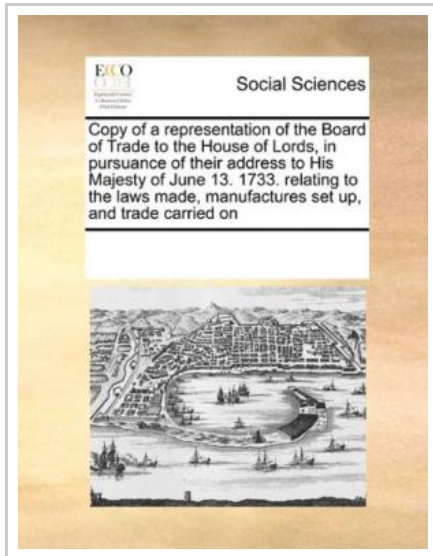 ECCO
Social Sciences
Copy of a representation of the Board
of Trade to the House of Lords, in
pursuance of their address to His
Majesty of June 13. 1733. relating to
the laws made, manufactures set up,
and trade carried on